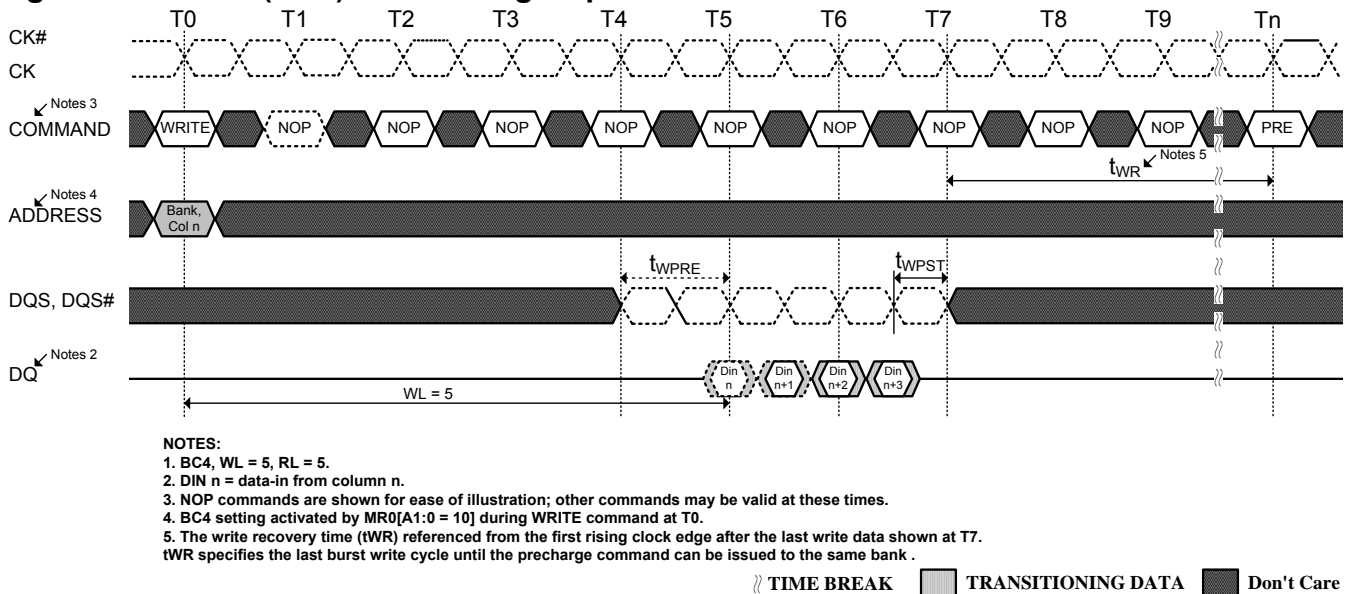 T0 T1 T2 T3 T4 T5 T6 T7 T8 T9 Tn
CK#
CK
Notes 3
COMMAND
WRITE NOP NOP NOP NOP NOP NOP NOP NOP NOP PRE
tWR Notes 5
Notes 4
ADDRESS
Bank,
Col n
tWPRE tWPST
DQS, DQS#
Notes 2
DQ
Din
n
Din
n+1
Din
n+2
Din
n+3
WL = 5
NOTES:
1. BC4, WL = 5, RL = 5.
2. DIN n = data-in from column n.
3. NOP commands are shown for ease of illustration; other commands may be valid at these times.
4. BC4 setting activated by MR0[A1:0 = 10] during WRITE command at T0.
5. The write recovery time (tWR) referenced from the first rising clock edge after the last write data shown at T7.
tWR specifies the last burst write cycle until the precharge command can be issued to the same bank .
TIME BREAK TRANSITIONING DATA Don't Care